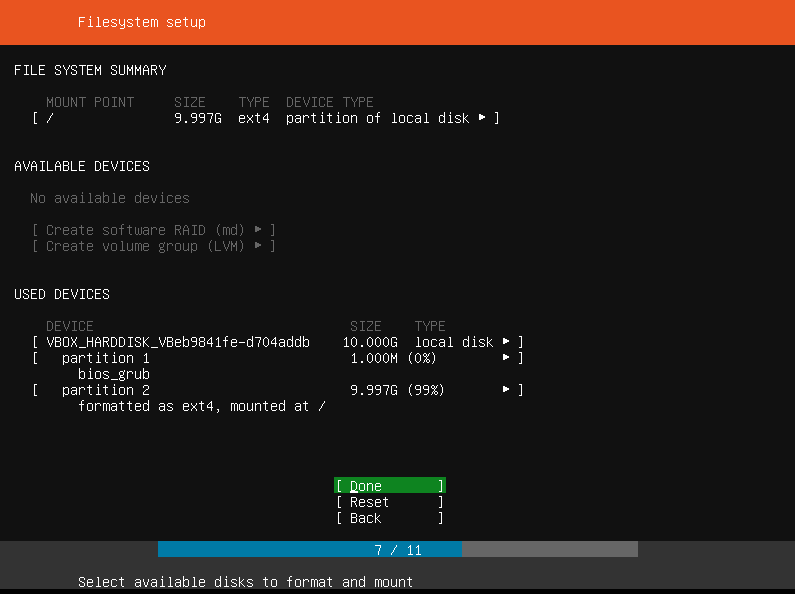 Filesystem setup
FILE SYSTEM SUMMARY
MOUNT POINT SIZE TYPE DEVICE TYPE
[ / 9.997G ext4 partition of local disk ▸ ]
AVAILABLE DEVICES
No available devices
[ Create software RAID (md) ▸ ]
[ Create volume group (LVM) ▸ ]
USED DEVICES
DEVICE SIZE TYPE
[ VBOX_HARDDISK_VBeb9841fe-d704addb 10.000G local disk ▸ ]
[ partition 1 1.000M (0%) ▸ ]
bios_grub
[ partition 2 9.997G (99%) ▸ ]
formatted as ext4, mounted at /
[ Done ]
[ Reset ]
[ Back ]
7 / 11
Select available disks to format and mount